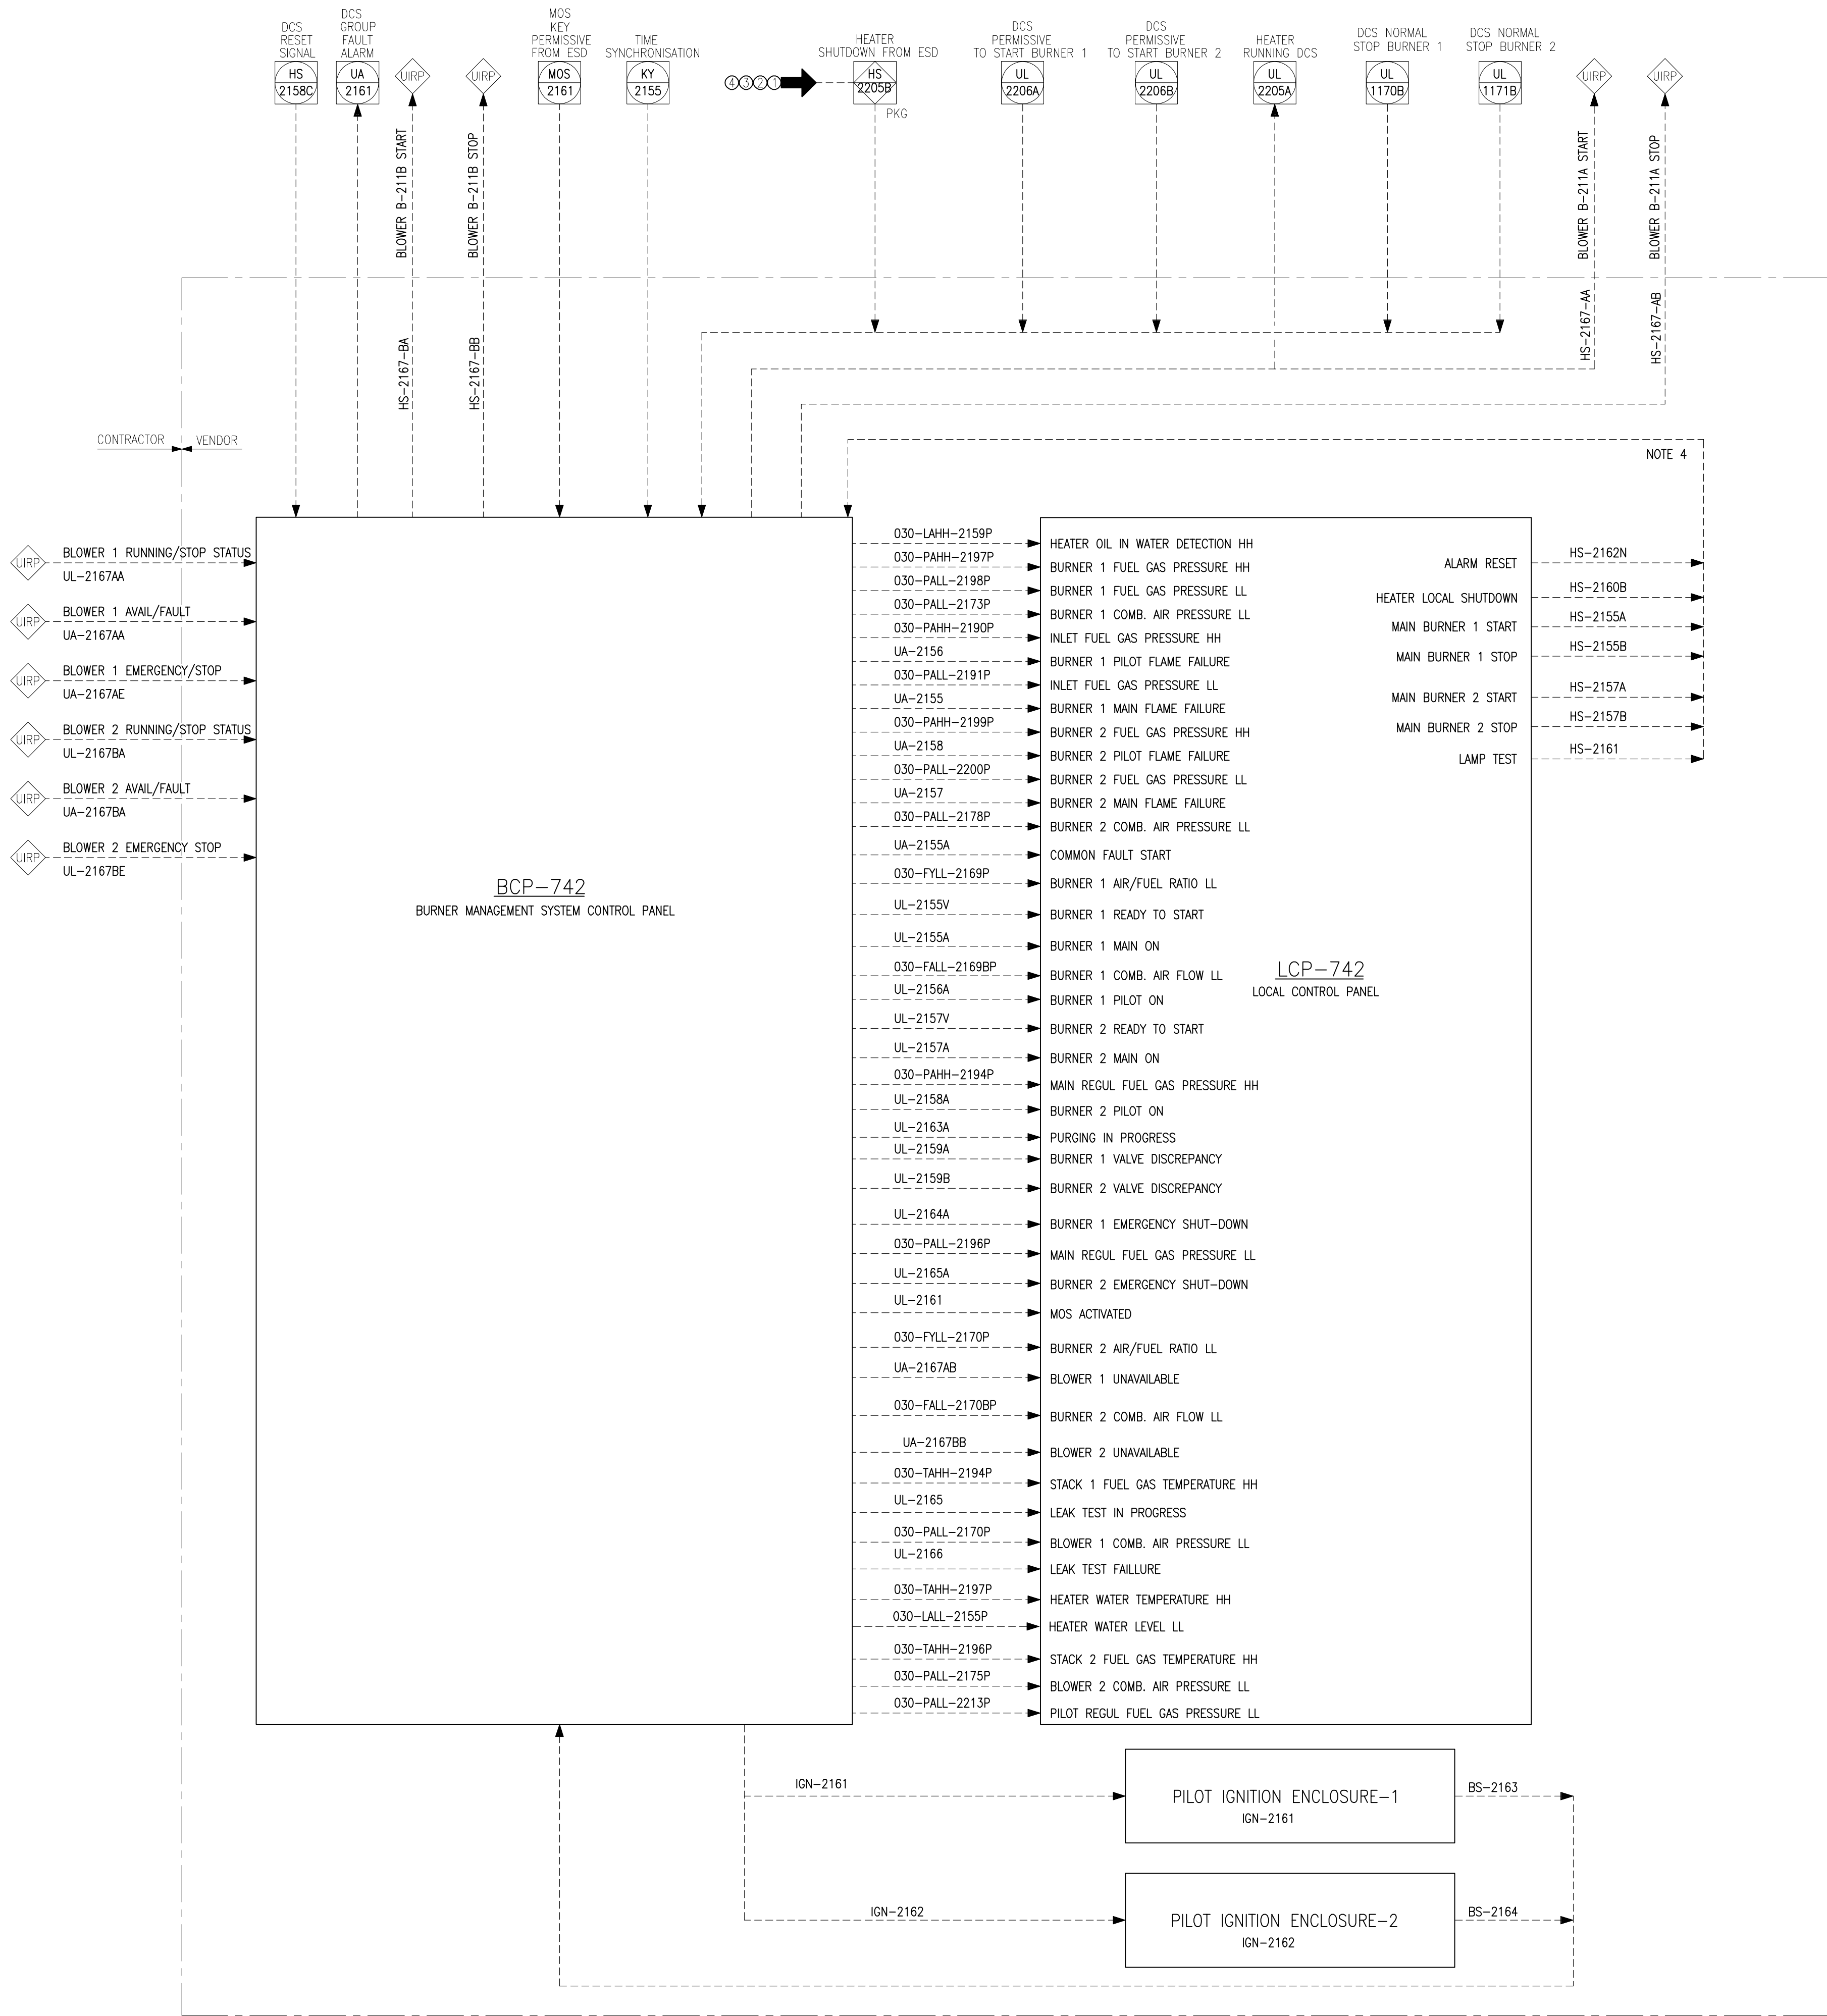 DCS
RESET
SIGNAL
HS
2158C
DCS
GROUP
FAULT
ALARM
UA
2161
UIRP
UIRP
MOS
KEY
PERMISSIVE
FROM ESD
MOS
2161
TIME
SYNCHRONISATION
KY
2155
4 3 2 1
HEATER
SHUTDOWN FROM ESD
HS
2205B
PKG
DCS
PERMISSIVE
TO START BURNER 1
UL
2206A
DCS
PERMISSIVE
TO START BURNER 2
UL
2206B
HEATER
RUNNING DCS
UL
2205A
DCS NORMAL
STOP BURNER 1
UL
1170B
DCS NORMAL
STOP BURNER 2
UL
1171B
UIRP
UIRP
BLOWER B-211B START
HS-2167-BA
BLOWER B-211B STOP
HS-2167-BB
BLOWER B-211A START
HS-2167-AA
BLOWER B-211A STOP
HS-2167-AB
CONTRACTOR
VENDOR
NOTE 4
UIRP
BLOWER 1 RUNNING/STOP STATUS
UL-2167AA
UIRP
BLOWER 1 AVAIL/FAULT
UA-2167AA
UIRP
BLOWER 1 EMERGENCY/STOP
UA-2167AE
UIRP
BLOWER 2 RUNNING/STOP STATUS
UL-2167BA
UIRP
BLOWER 2 AVAIL/FAULT
UA-2167BA
UIRP
BLOWER 2 EMERGENCY STOP
UL-2167BE
BCP-742
BURNER MANAGEMENT SYSTEM CONTROL PANEL
030-LAHH-2159P
HEATER OIL IN WATER DETECTION HH
030-PAHH-2197P
BURNER 1 FUEL GAS PRESSURE HH
030-PALL-2198P
BURNER 1 FUEL GAS PRESSURE LL
030-PALL-2173P
BURNER 1 COMB. AIR PRESSURE LL
030-PAHH-2190P
INLET FUEL GAS PRESSURE HH
UA-2156
BURNER 1 PILOT FLAME FAILURE
030-PALL-2191P
INLET FUEL GAS PRESSURE LL
UA-2155
BURNER 1 MAIN FLAME FAILURE
030-PAHH-2199P
BURNER 2 FUEL GAS PRESSURE HH
UA-2158
BURNER 2 PILOT FLAME FAILURE
030-PALL-2200P
BURNER 2 FUEL GAS PRESSURE LL
UA-2157
BURNER 2 MAIN FLAME FAILURE
030-PALL-2178P
BURNER 2 COMB. AIR PRESSURE LL
UA-2155A
COMMON FAULT START
030-FYLL-2169P
BURNER 1 AIR/FUEL RATIO LL
UL-2155V
BURNER 1 READY TO START
UL-2155A
BURNER 1 MAIN ON
030-FALL-2169BP
BURNER 1 COMB. AIR FLOW LL
UL-2156A
BURNER 1 PILOT ON
UL-2157V
BURNER 2 READY TO START
UL-2157A
BURNER 2 MAIN ON
030-PAHH-2194P
MAIN REGUL FUEL GAS PRESSURE HH
UL-2158A
BURNER 2 PILOT ON
UL-2163A
PURGING IN PROGRESS
UL-2159A
BURNER 1 VALVE DISCREPANCY
UL-2159B
BURNER 2 VALVE DISCREPANCY
UL-2164A
BURNER 1 EMERGENCY SHUT-DOWN
030-PALL-2196P
MAIN REGUL FUEL GAS PRESSURE LL
UL-2165A
BURNER 2 EMERGENCY SHUT-DOWN
UL-2161
MOS ACTIVATED
030-FYLL-2170P
BURNER 2 AIR/FUEL RATIO LL
UA-2167AB
BLOWER 1 UNAVAILABLE
030-FALL-2170BP
BURNER 2 COMB. AIR FLOW LL
UA-2167BB
BLOWER 2 UNAVAILABLE
030-TAHH-2194P
STACK 1 FUEL GAS TEMPERATURE HH
UL-2165
LEAK TEST IN PROGRESS
030-PALL-2170P
BLOWER 1 COMB. AIR PRESSURE LL
UL-2166
LEAK TEST FAILLURE
030-TAHH-2197P
HEATER WATER TEMPERATURE HH
030-LALL-2155P
HEATER WATER LEVEL LL
030-TAHH-2196P
STACK 2 FUEL GAS TEMPERATURE HH
030-PALL-2175P
BLOWER 2 COMB. AIR PRESSURE LL
030-PALL-2213P
PILOT REGUL FUEL GAS PRESSURE LL
LCP-742
LOCAL CONTROL PANEL
ALARM RESET
HS-2162N
HEATER LOCAL SHUTDOWN
HS-2160B
MAIN BURNER 1 START
HS-2155A
MAIN BURNER 1 STOP
HS-2155B
MAIN BURNER 2 START
HS-2157A
MAIN BURNER 2 STOP
HS-2157B
LAMP TEST
HS-2161
IGN-2161
PILOT IGNITION ENCLOSURE-1
IGN-2161
BS-2163
IGN-2162
PILOT IGNITION ENCLOSURE-2
IGN-2162
BS-2164